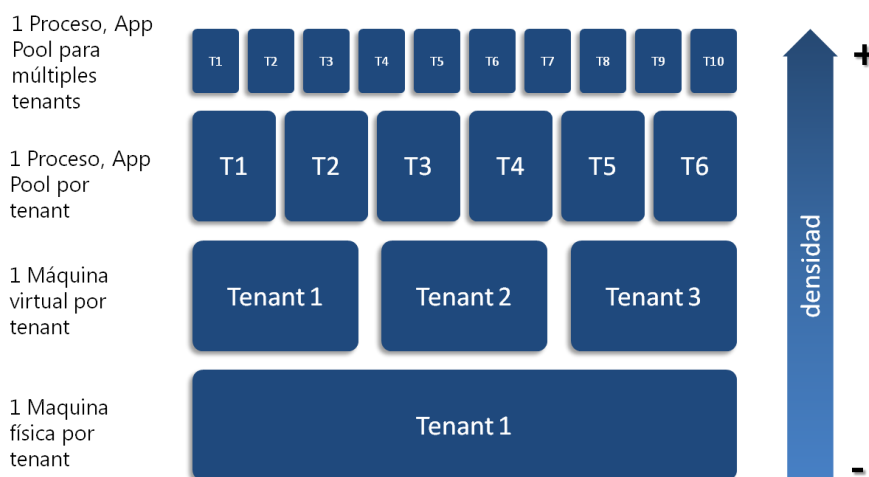 1 Proceso, App
Pool para
múltiples
tenants
T1 T2 T3 T4 T5 T6 T7 T8 T9 T10
+
1 Proceso, App
Pool por
tenant
T1 T2 T3 T4 T5 T6
densidad
1 Máquina
virtual por
tenant
Tenant 1 Tenant 2 Tenant 3
1 Maquina
física por
tenant
Tenant 1
-